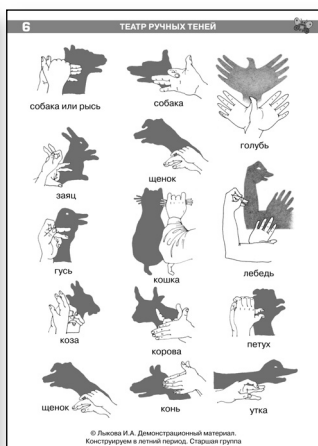 6
ТЕАТР РУЧНЫХ ТЕНЕЙ
собака или рысь
собака
голубь
щенок
заяц
гусь
кошка
лебедь
коза
корова
петух
щенок
конь
утка
© Лыкова И.А. Демонстрационный материал.
Конструируем в летний период. Старшая группа